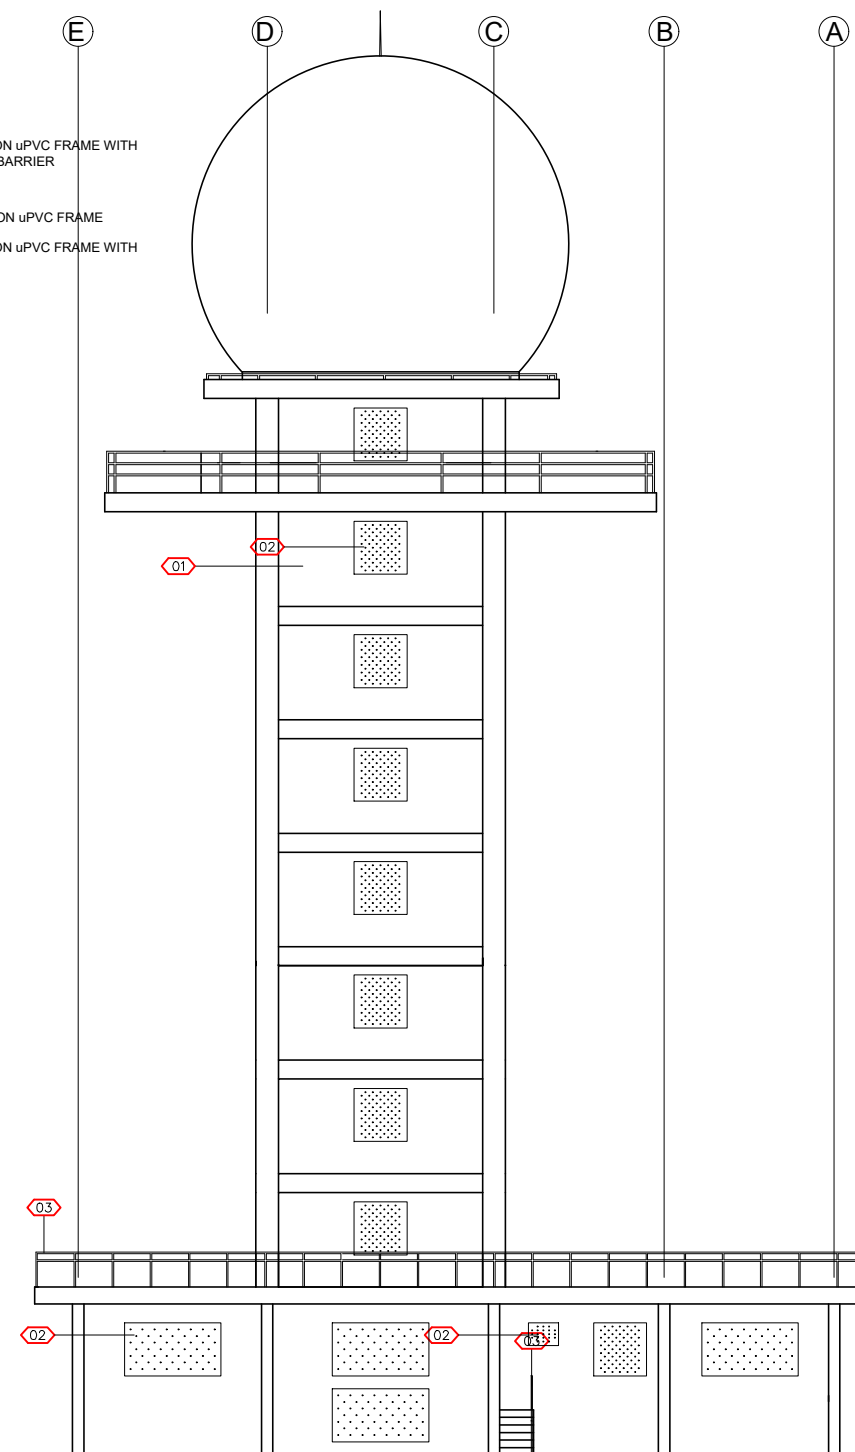 E D C B A
ON uPVC FRAME WITH
BARRIER
ON uPVC FRAME
ON uPVC FRAME WITH
02
01
03
02
02
03